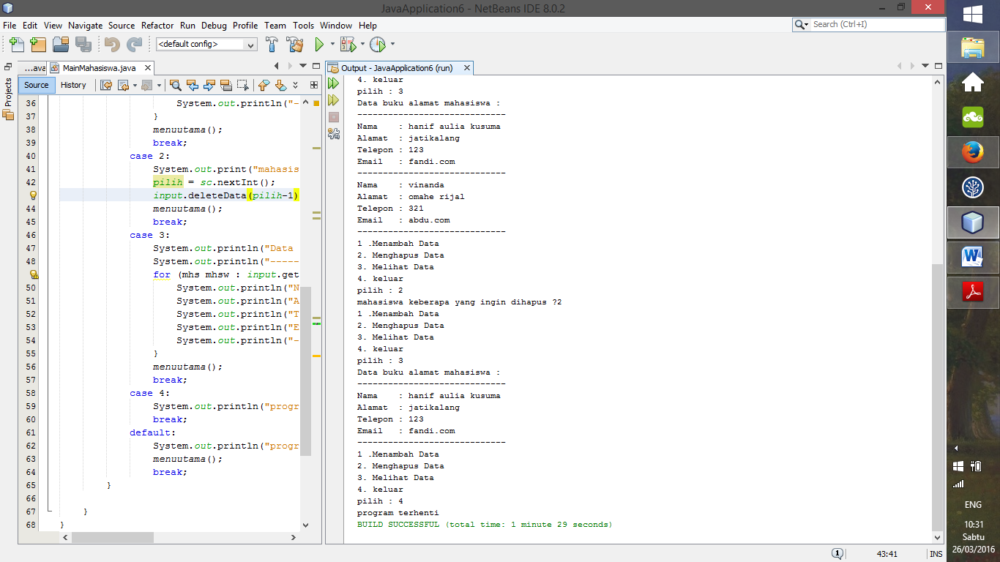 JavaApplication6 - NetBeans IDE 8.0.2
File Edit View Navigate Source Refactor Run Debug Profile Team Tools Window Help
Search (Ctrl+I)
<default config>
...ava MainMahasiswa.java
Source History
Projects
36 System.out.println("-
37 }
38 menuutama();
39 break;
40 case 2:
41 System.out.print("mahasis
42 pilih = sc.nextInt();
input.deleteData(pilih-1)
44 menuutama();
45 break;
46 case 3:
47 System.out.println("Data
48 System.out.println("-----
for (mhs mhsw : input.get
50 System.out.println("N
51 System.out.println("A
52 System.out.println("T
53 System.out.println("E
54 System.out.println("-
55 }
56 menuutama();
57 break;
58 case 4:
59 System.out.println("progr
60 break;
61 default:
62 System.out.println("progr
63 menuutama();
64 break;
65 }
66
67 }
68 }
Output - JavaApplication6 (run)
4. keluar
pilih : 3
Data buku alamat mahasiswa :
-----------------------------
Nama : hanif aulia kusuma
Alamat : jatikalang
Telepon : 123
Email : fandi.com
-----------------------------
Nama : vinanda
Alamat : omahe rijal
Telepon : 321
Email : abdu.com
-----------------------------
1 .Menambah Data
2. Menghapus Data
3. Melihat Data
4. keluar
pilih : 2
mahasiswa keberapa yang ingin dihapus ?2
1 .Menambah Data
2. Menghapus Data
3. Melihat Data
4. keluar
pilih : 3
Data buku alamat mahasiswa :
-----------------------------
Nama : hanif aulia kusuma
Alamat : jatikalang
Telepon : 123
Email : fandi.com
-----------------------------
1 .Menambah Data
2. Menghapus Data
3. Melihat Data
4. keluar
pilih : 4
program terhenti
BUILD SUCCESSFUL (total time: 1 minute 29 seconds)
1 43:41 INS
ENG
10:31
Sabtu
26/03/2016